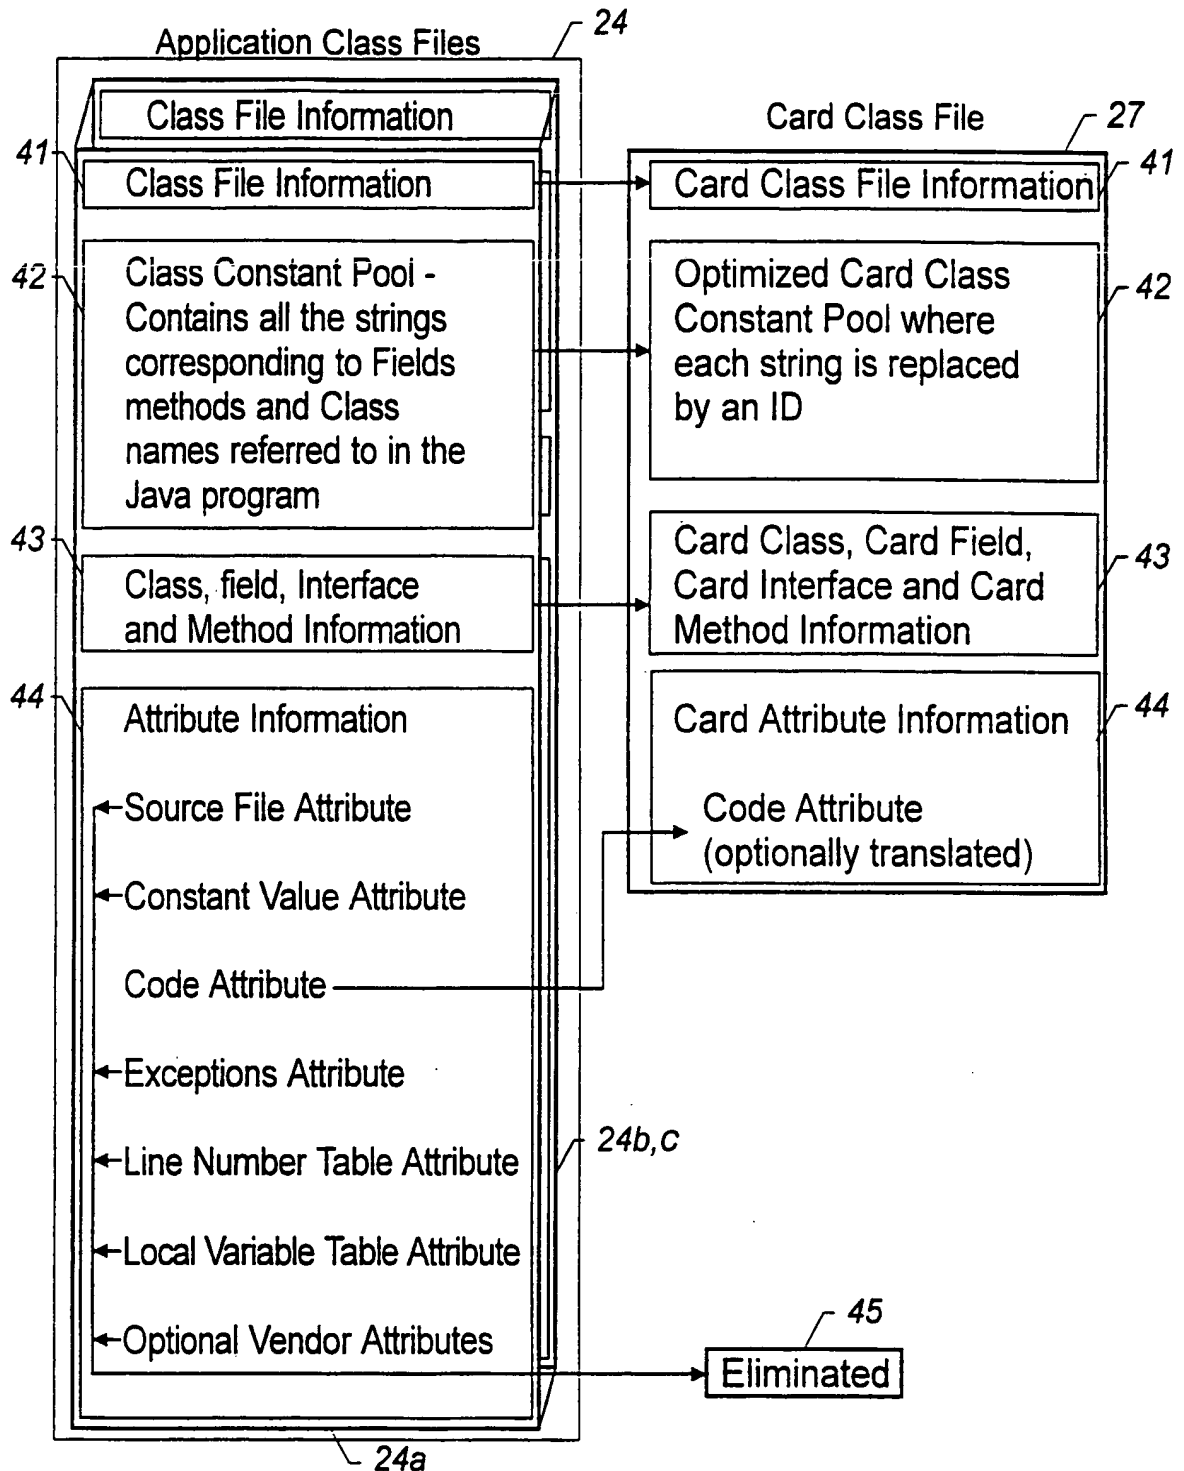 24
Application Class Files
Class File Information
41
Class File Information
42
Class Constant Pool -
Contains all the strings
corresponding to Fields
methods and Class
names referred to in the
Java program
43
Class, field, Interface
and Method Information
44
Attribute Information
Source File Attribute
Constant Value Attribute
Code Attribute
Exceptions Attribute
Line Number Table Attribute
Local Variable Table Attribute
Optional Vendor Attributes
24a
24b,c
Card Class File
27
Card Class File Information
41
Optimized Card Class
Constant Pool where
each string is replaced
by an ID
42
Card Class, Card Field,
Card Interface and Card
Method Information
43
Card Attribute Information
44
Code Attribute
(optionally translated)
45
Eliminated